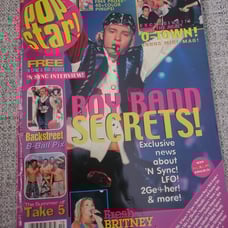 POP
STAR!
FREE
'N SYNC INTERVIEW!
O-TOWN!
BOY BAND
SECRETS!
Backstreet
B-Ball Pix
Exclusive
news
about
'N Sync!
LFO!
2Ge+her!
& more!
The Summer of
Take 5
Fresh
BRITNEY